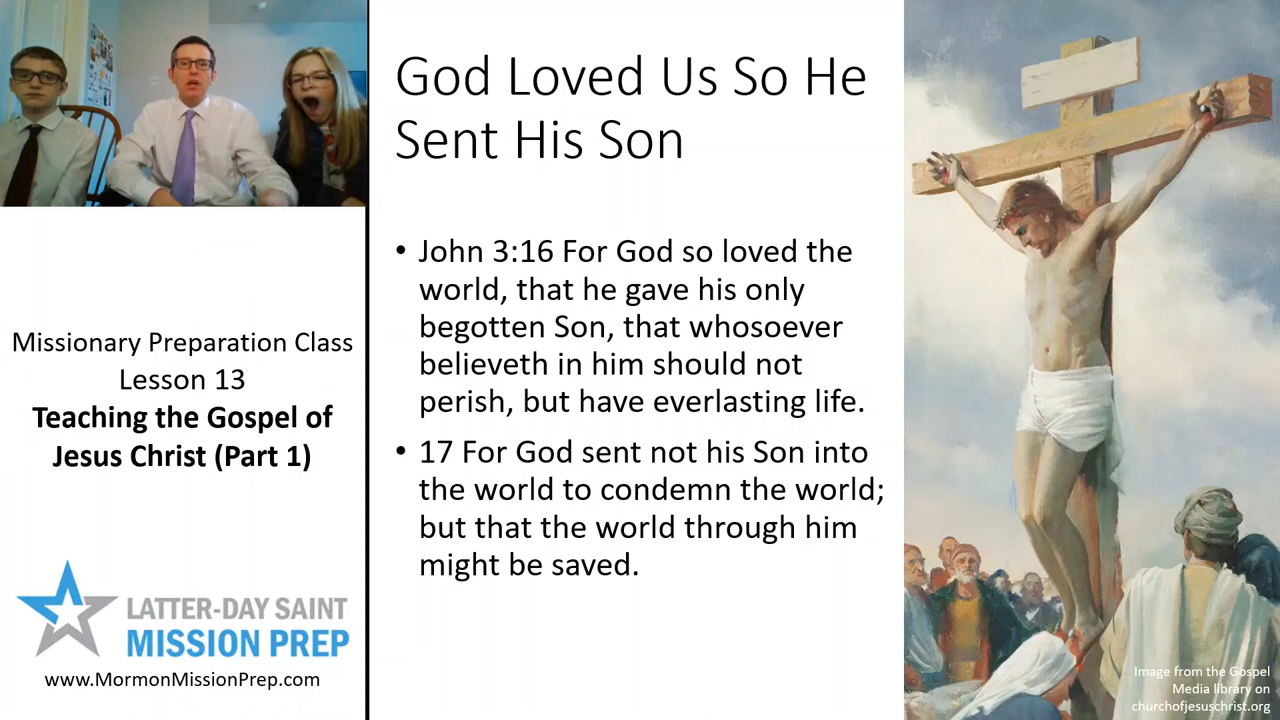 God Loved Us So He
Sent His Son
• John 3:16 For God so loved the
world, that he gave his only
begotten Son, that whosoever
believeth in him should not
perish, but have everlasting life.
• 17 For God sent not his Son into
the world to condemn the world;
but that the world through him
might be saved.
Missionary Preparation Class
Lesson 13
Teaching the Gospel of
Jesus Christ (Part 1)
LATTER-DAY SAINT
MISSION PREP
www.MormonMissionPrep.com
Image from the Gospel
Media library on
churchofjesuschrist.org